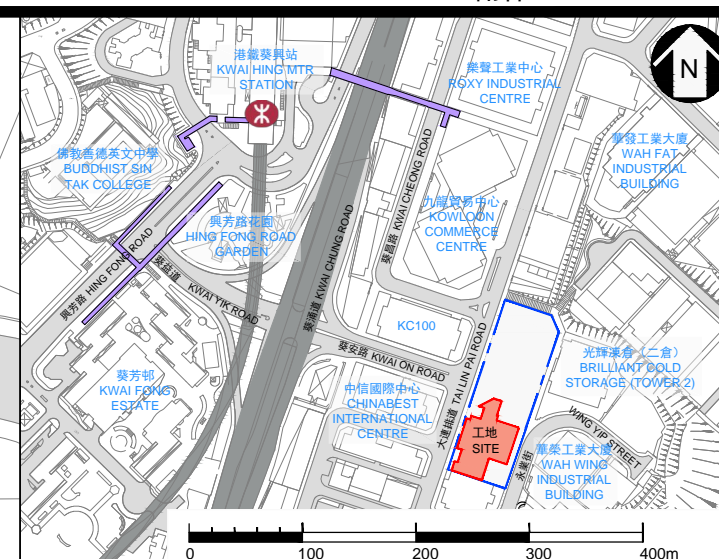 港鐵葵興站
KWAI HING MTR
STATION
N
樂聲工業中心
ROXY INDUSTRIAL
CENTRE
華發工業大廈
WAH FAT
INDUSTRIAL
BUILDING
佛教善德英文中學
BUDDHIST SIN
TAK COLLEGE
葵昌路 KWAI CHEONG ROAD
九龍貿易中心
KOWLOON
COMMERCE
CENTRE
興芳路花園
HING FONG ROAD
GARDEN
興芳路 HING FONG ROAD
葵益道 KWAI YIK ROAD
葵涌道 KWAI CHUNG ROAD
KC100
葵安路 KWAI ON ROAD
大連排道 TAI LIN PAI ROAD
光輝凍倉（二倉）
BRILLIANT COLD
STORAGE (TOWER 2)
葵芳邨
KWAI FONG
ESTATE
中信國際中心
CHINABEST
INTERNATIONAL
CENTRE
工地
SITE
永業街
WING YIP STREET
華榮工業大廈
WAH WING
INDUSTRIAL
BUILDING
0 100 200 300 400m